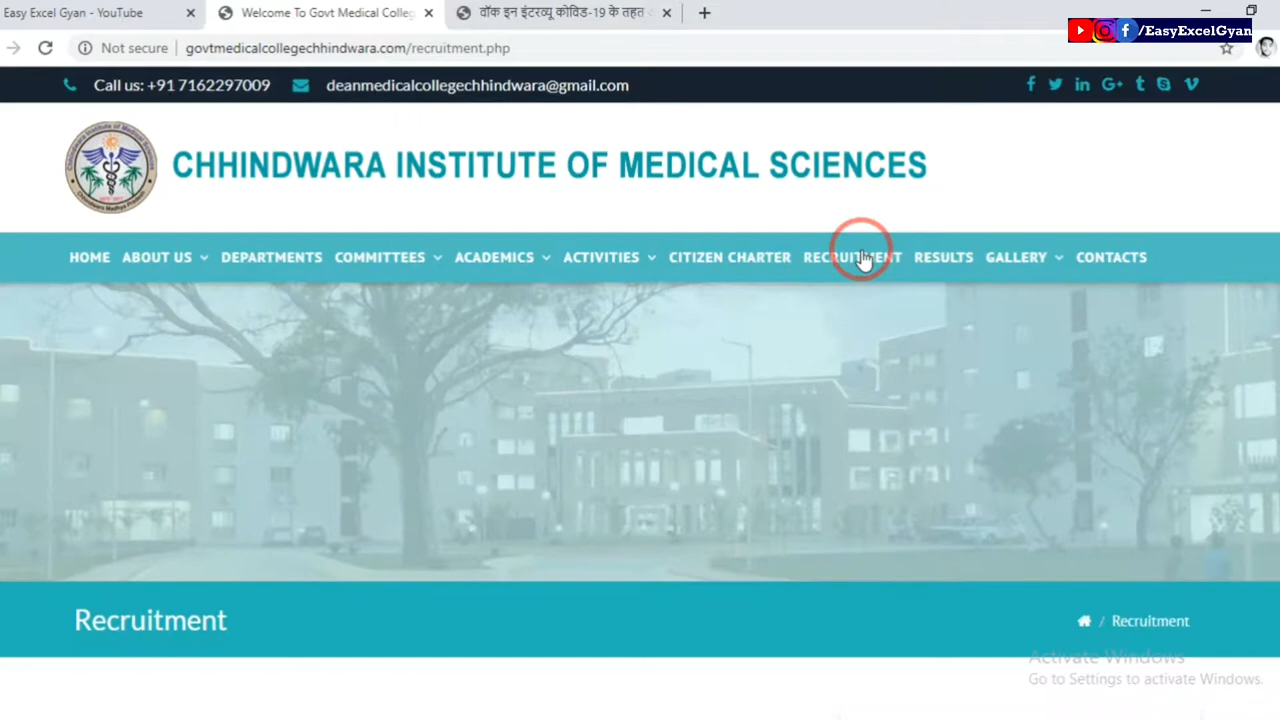 Easy Excel Gyan - YouTube
Welcome To Govt Medical Colleg
वॉक इन इंटरव्यू कोविड-19 के तहत
/EasyExcelGyan
Not secure | govtmedicalcollegechhindwara.com/recruitment.php
Call us: +91 7162297009
deanmedicalcollegechhindwara@gmail.com
CHHINDWARA INSTITUTE OF MEDICAL SCIENCES
HOME ABOUT US DEPARTMENTS COMMITTEES ACADEMICS ACTIVITIES CITIZEN CHARTER RECRUITMENT RESULTS GALLERY CONTACTS
Recruitment
/ Recruitment
Activate Windows
Go to Settings to activate Windows.